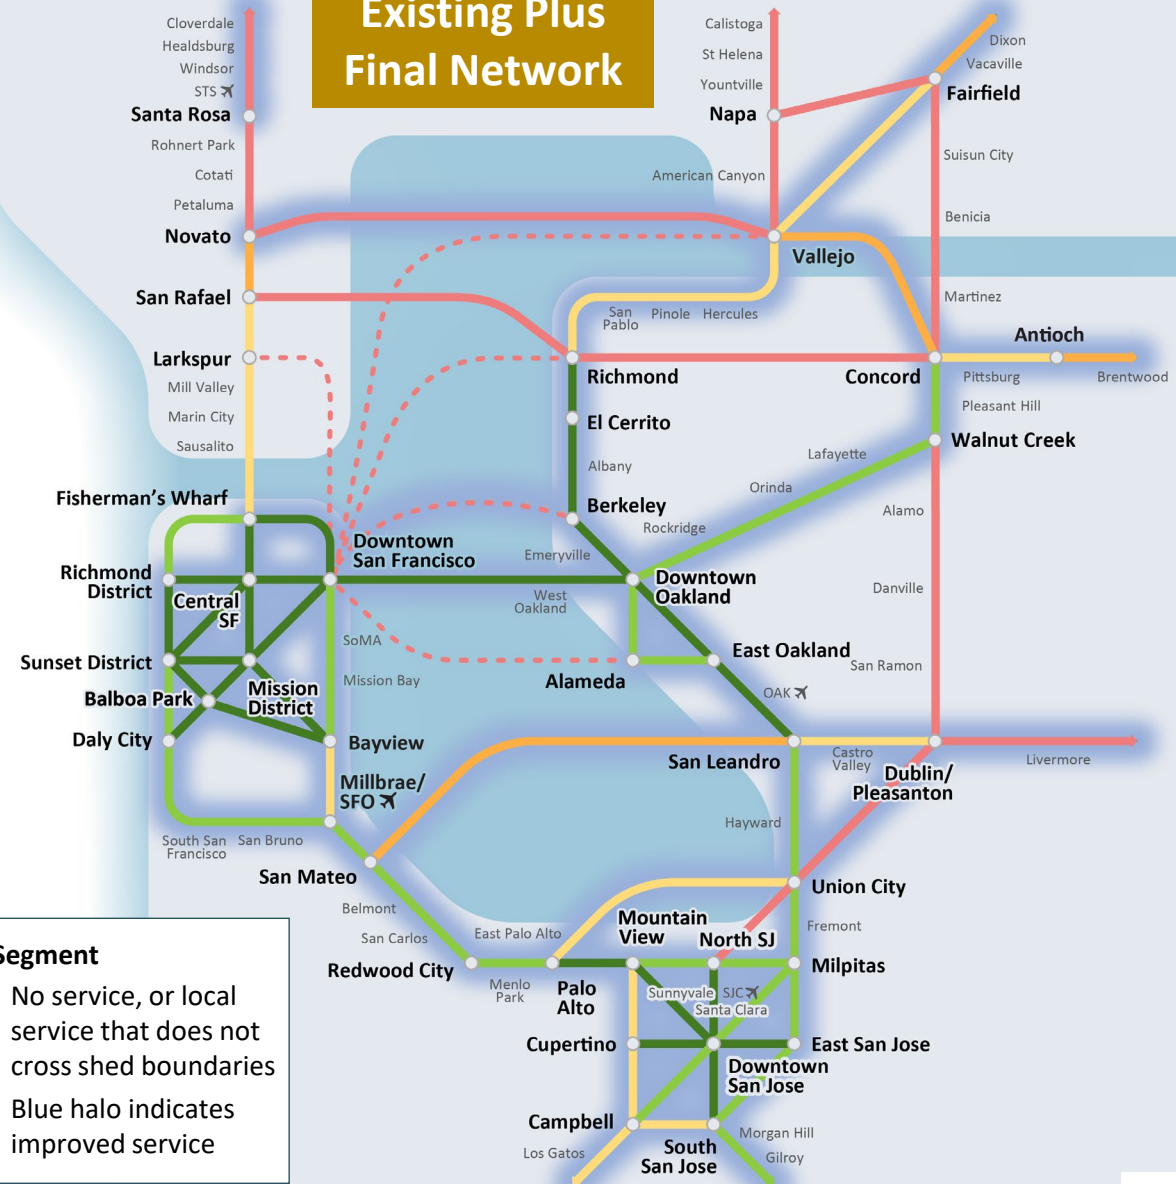 Existing Plus
Final Network
Cloverdale
Healdsburg
Windsor
STS
Santa Rosa
Rohnert Park
Cotati
Petaluma
Novato
San Rafael
Larkspur
Mill Valley
Marin City
Sausalito
Fisherman's Wharf
Calistoga
St Helena
Yountville
Napa
American Canyon
Dixon
Vacaville
Fairfield
Suisun City
Benicia
Vallejo
Martinez
San
Pablo
Pinole
Hercules
Antioch
Richmond
Concord
Pittsburg
Brentwood
Pleasant Hill
El Cerrito
Walnut Creek
Lafayette
Albany
Orinda
Berkeley
Rockridge
Alamo
Emeryville
Downtown
San Francisco
Richmond
District
Central
SF
West
Oakland
Downtown
Oakland
Danville
SoMA
Sunset District
Mission Bay
Balboa Park
Mission
District
Alameda
East Oakland
San Ramon
OAK
Daly City
Bayview
San Leandro
Castro
Valley
Dublin/
Pleasanton
Livermore
Millbrae/
SFO
South San
Francisco
San Bruno
Hayward
San Mateo
Union City
Belmont
San Carlos
East Palo Alto
Mountain
View
North SJ
Fremont
Redwood City
Menlo
Park
Palo
Alto
Milpitas
Sunnyvale
SJC
Santa Clara
Cupertino
East San Jose
Downtown
San Jose
Campbell
Los Gatos
South
San Jose
Morgan Hill
Gilroy
Segment
No service, or local
service that does not
cross shed boundaries
Blue halo indicates
improved service